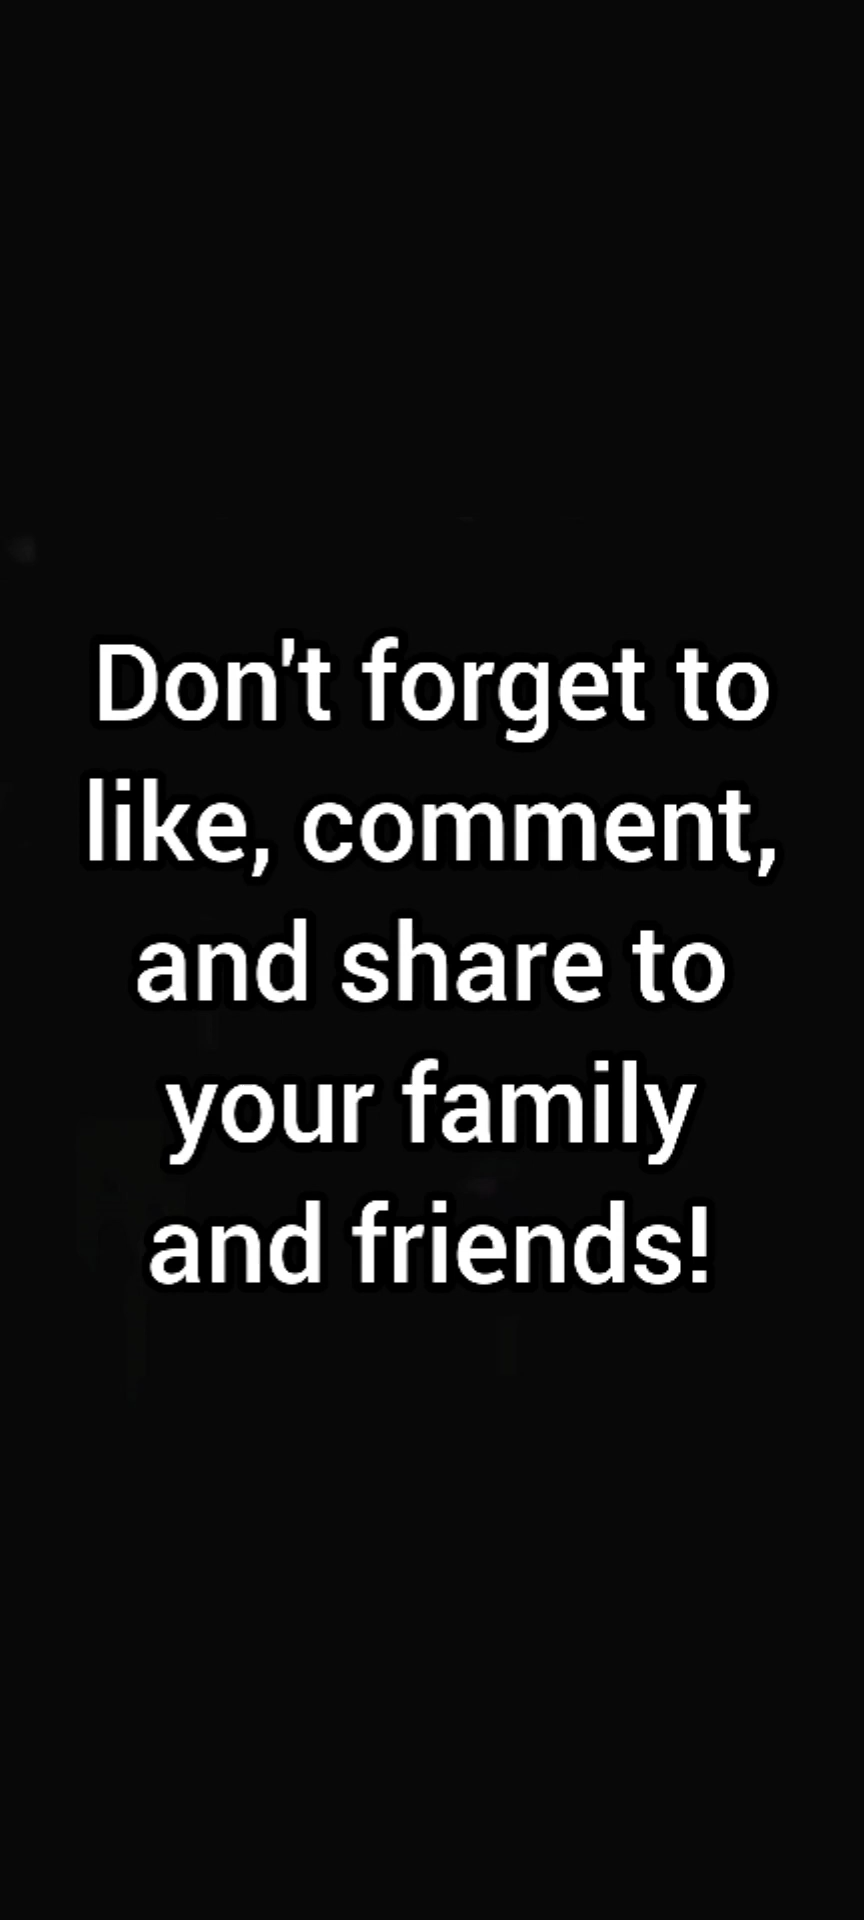 Don't forget to
like, comment,
and share to
your family
and friends!